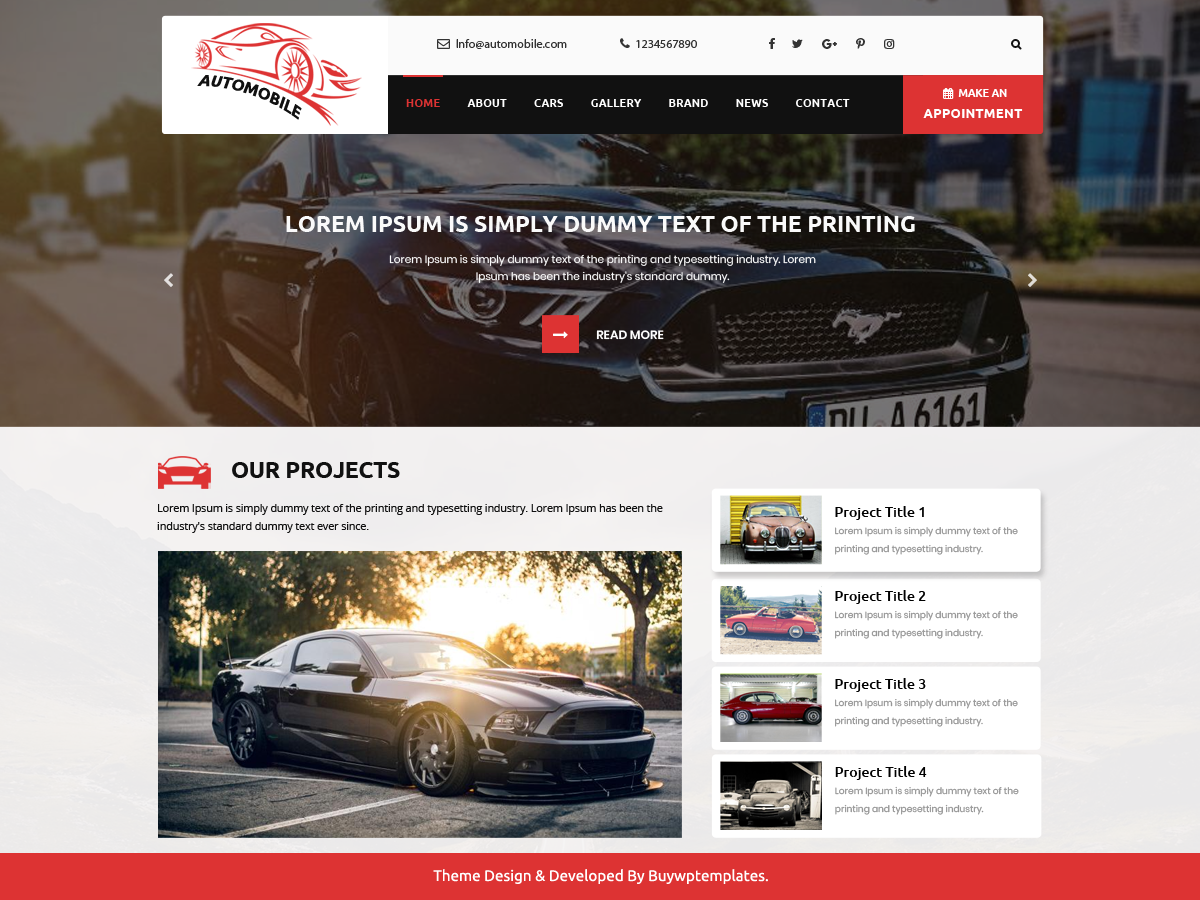 AUTOMOBILE
Info@automobile.com
1234567890
HOME ABOUT CARS GALLERY BRAND NEWS CONTACT
MAKE AN
APPOINTMENT
LOREM IPSUM IS SIMPLY DUMMY TEXT OF THE PRINTING
Lorem Ipsum is simply dummy text of the printing and typesetting industry. Lorem
Ipsum has been the industry's standard dummy.
READ MORE
DU A 6161
OUR PROJECTS
Lorem Ipsum is simply dummy text of the printing and typesetting industry. Lorem Ipsum has been the
industry's standard dummy text ever since.
Project Title 1
Lorem Ipsum is simply dummy text of the
printing and typesetting industry.
Project Title 2
Lorem Ipsum is simply dummy text of the
printing and typesetting industry.
Project Title 3
Lorem Ipsum is simply dummy text of the
printing and typesetting industry.
Project Title 4
Lorem Ipsum is simply dummy text of the
printing and typesetting industry.
Theme Design & Developed By Buywptemplates.